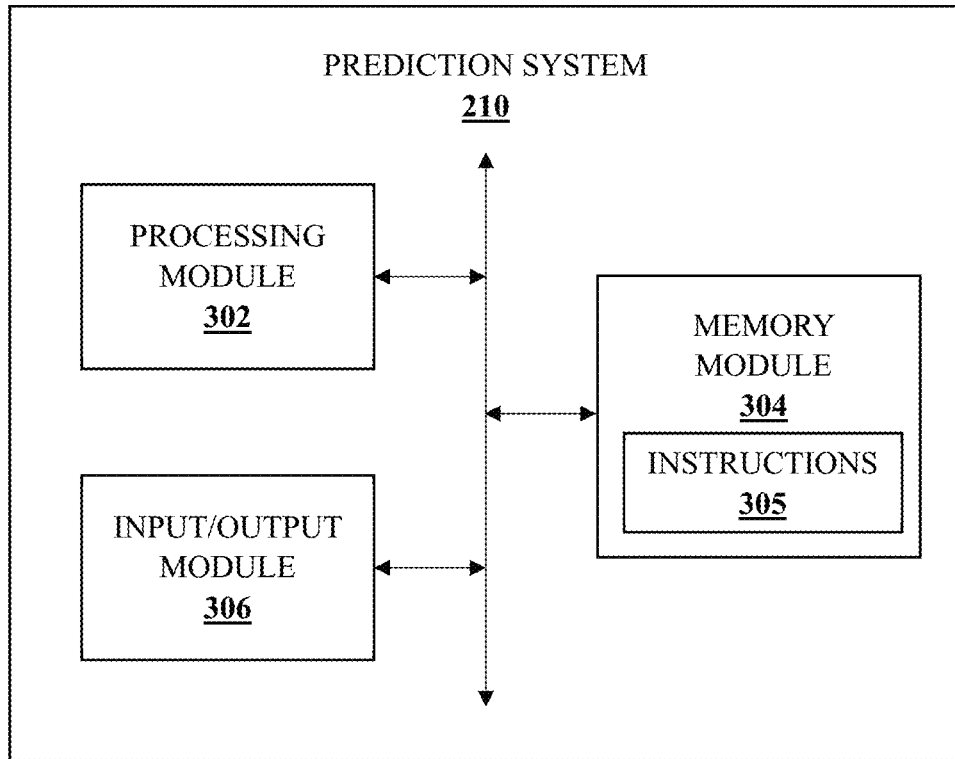 PREDICTION SYSTEM
210
PROCESSING
MODULE
302
MEMORY
MODULE
304
INSTRUCTIONS
305
INPUT/OUTPUT
MODULE
306